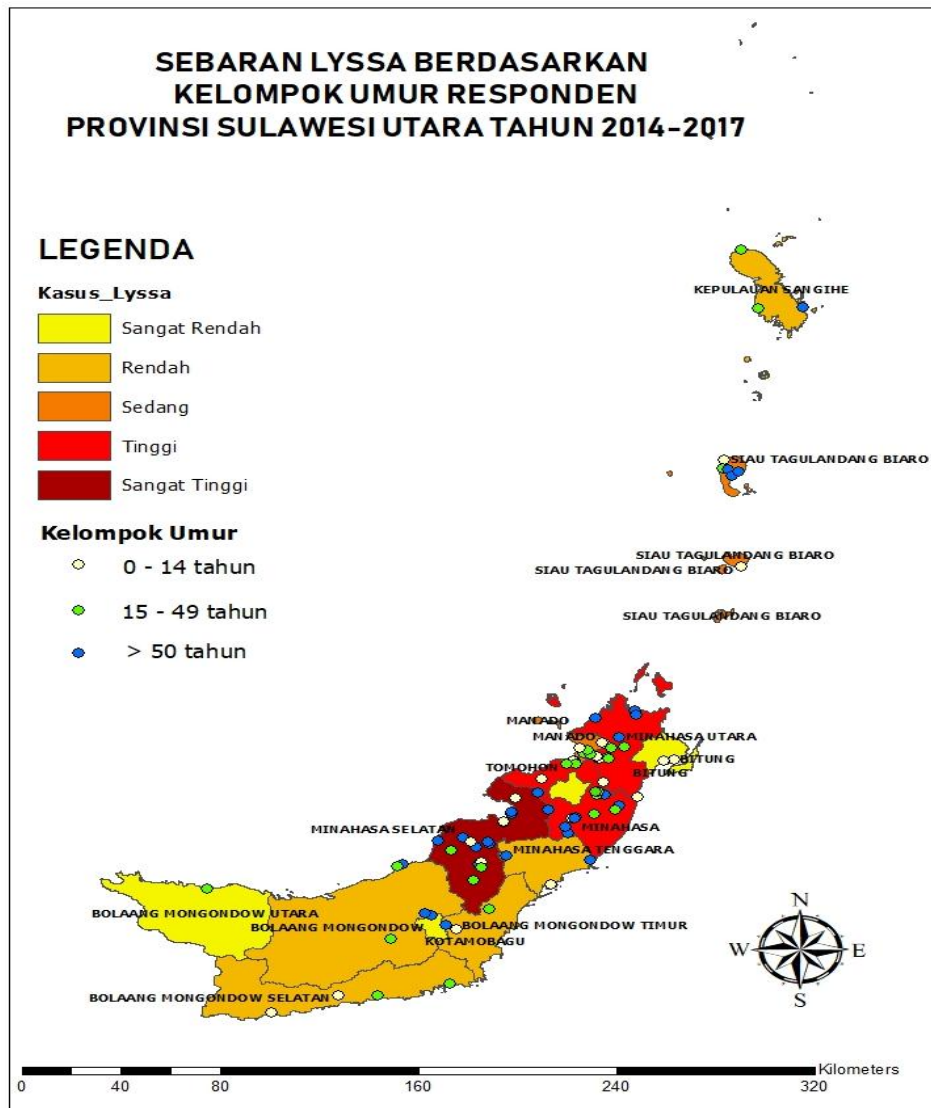 SEBARAN LYSSA BERDASARKAN
KELOMPOK UMUR RESPONDEN
PROVINSI SULAWESI UTARA TAHUN 2014-2017
LEGENDA
Kasus_Lyssa
Sangat Rendah
Rendah
Sedang
Tinggi
Sangat Tinggi
Kelompok Umur
0 - 14 tahun
15 - 49 tahun
> 50 tahun
KEPULAUAN SANGIHE
SIAU TAGULANDANG BIARO
SIAU TAGULANDANG BIARO
SIAU TAGULANDANG BIARO
SIAU TAGULANDANG BIARO
MANADO
MANADO
MINAHASA UTARA
BITUNG
TOMOHON
BITUNG
MINAHASA SELATAN
MINAHASA
MINAHASA TENGGARA
BOLAANG MONGONDOW UTARA
BOLAANG MONGONDOW
BOLAANG MONGONDOW TIMUR
KOTAMOBAGU
BOLAANG MONGONDOW SELATAN
N
W
E
S
0 40 80 160 240 320
Kilometers